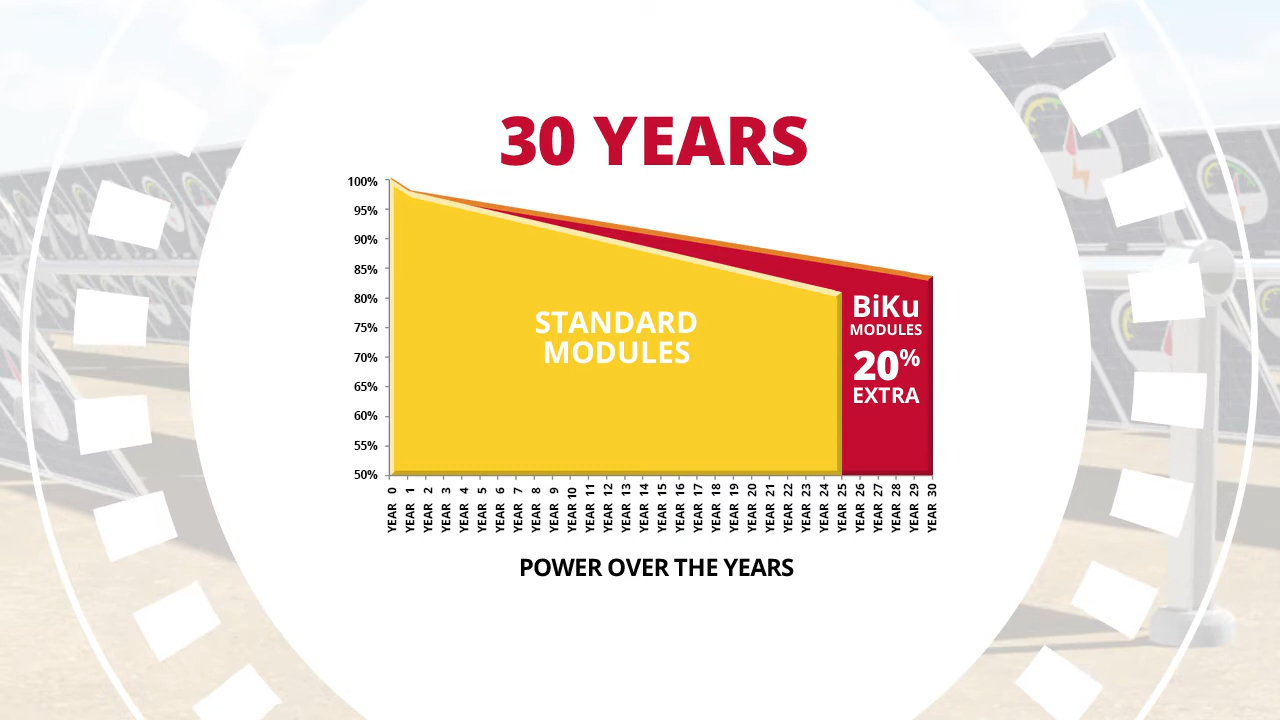 30 YEARS
100%
95%
90%
85%
80%
75%
70%
65%
60%
55%
50%
STANDARD
MODULES
BiKu
MODULES
20%
EXTRA
YEAR 0
YEAR 1
YEAR 2
YEAR 3
YEAR 4
YEAR 5
YEAR 6
YEAR 7
YEAR 8
YEAR 9
YEAR 10
YEAR 11
YEAR 12
YEAR 13
YEAR 14
YEAR 15
YEAR 16
YEAR 17
YEAR 18
YEAR 19
YEAR 20
YEAR 21
YEAR 22
YEAR 23
YEAR 24
YEAR 25
YEAR 26
YEAR 27
YEAR 28
YEAR 29
YEAR 30
POWER OVER THE YEARS